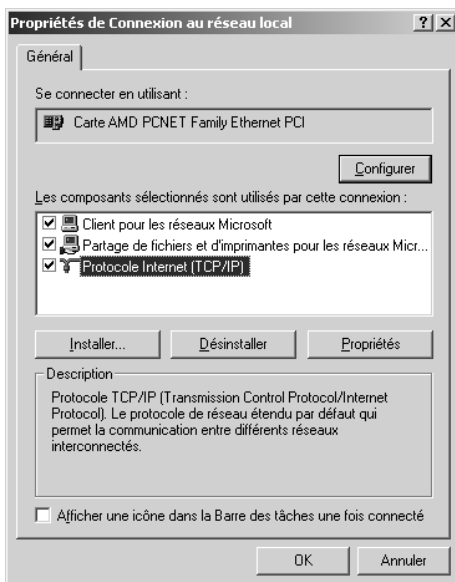 Propriétés de Connexion au réseau local
Général
Se connecter en utilisant :
Carte AMD PCNET Family Ethernet PCI
Configurer
Les composants sélectionnés sont utilisés par cette connexion :
Client pour les réseaux Microsoft
Partage de fichiers et d'imprimantes pour les réseaux Micr...
Protocole Internet (TCP/IP)
Installer... Désinstaller Propriétés
Description
Protocole TCP/IP (Transmission Control Protocol/Internet
Protocol). Le protocole de réseau étendu par défaut qui
permet la communication entre différents réseaux
interconnectés.
Afficher une icône dans la Barre des tâches une fois connecté
OK Annuler